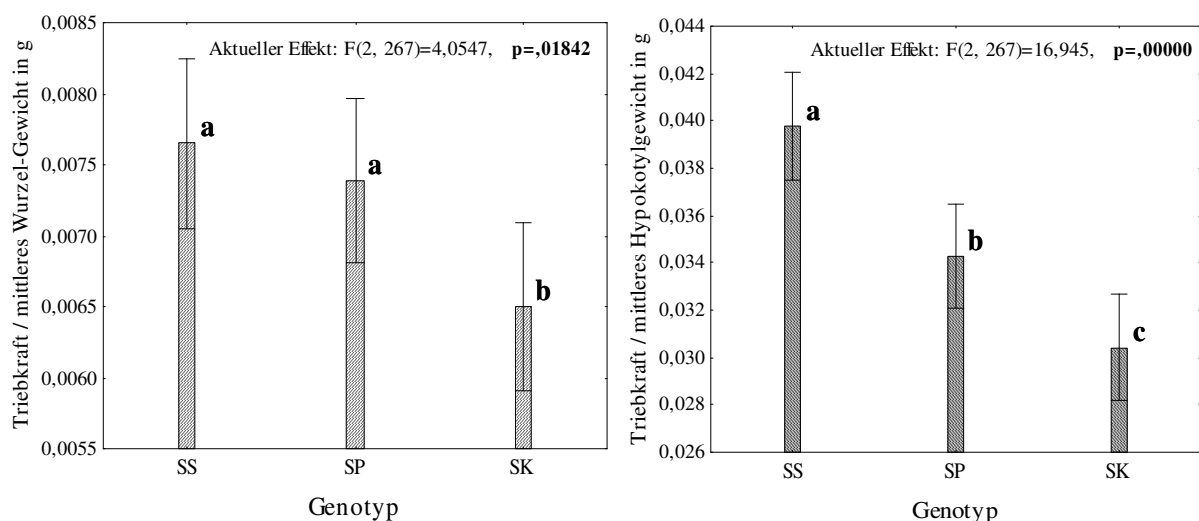 Triebkraft / mittleres Wurzel-Gewicht in g
0,0085
0,0080
0,0075
0,0070
0,0065
0,0060
0,0055
Aktueller Effekt: F(2, 267)=4,0547, p=,01842
a
a
b
SS SP SK
Genotyp
Triebkraft / mittleres Hypokotylgewicht in g
0,044
0,042
0,040
0,038
0,036
0,034
0,032
0,030
0,028
0,026
Aktueller Effekt: F(2, 267)=16,945, p=,00000
a
b
c
SS SP SK
Genotyp